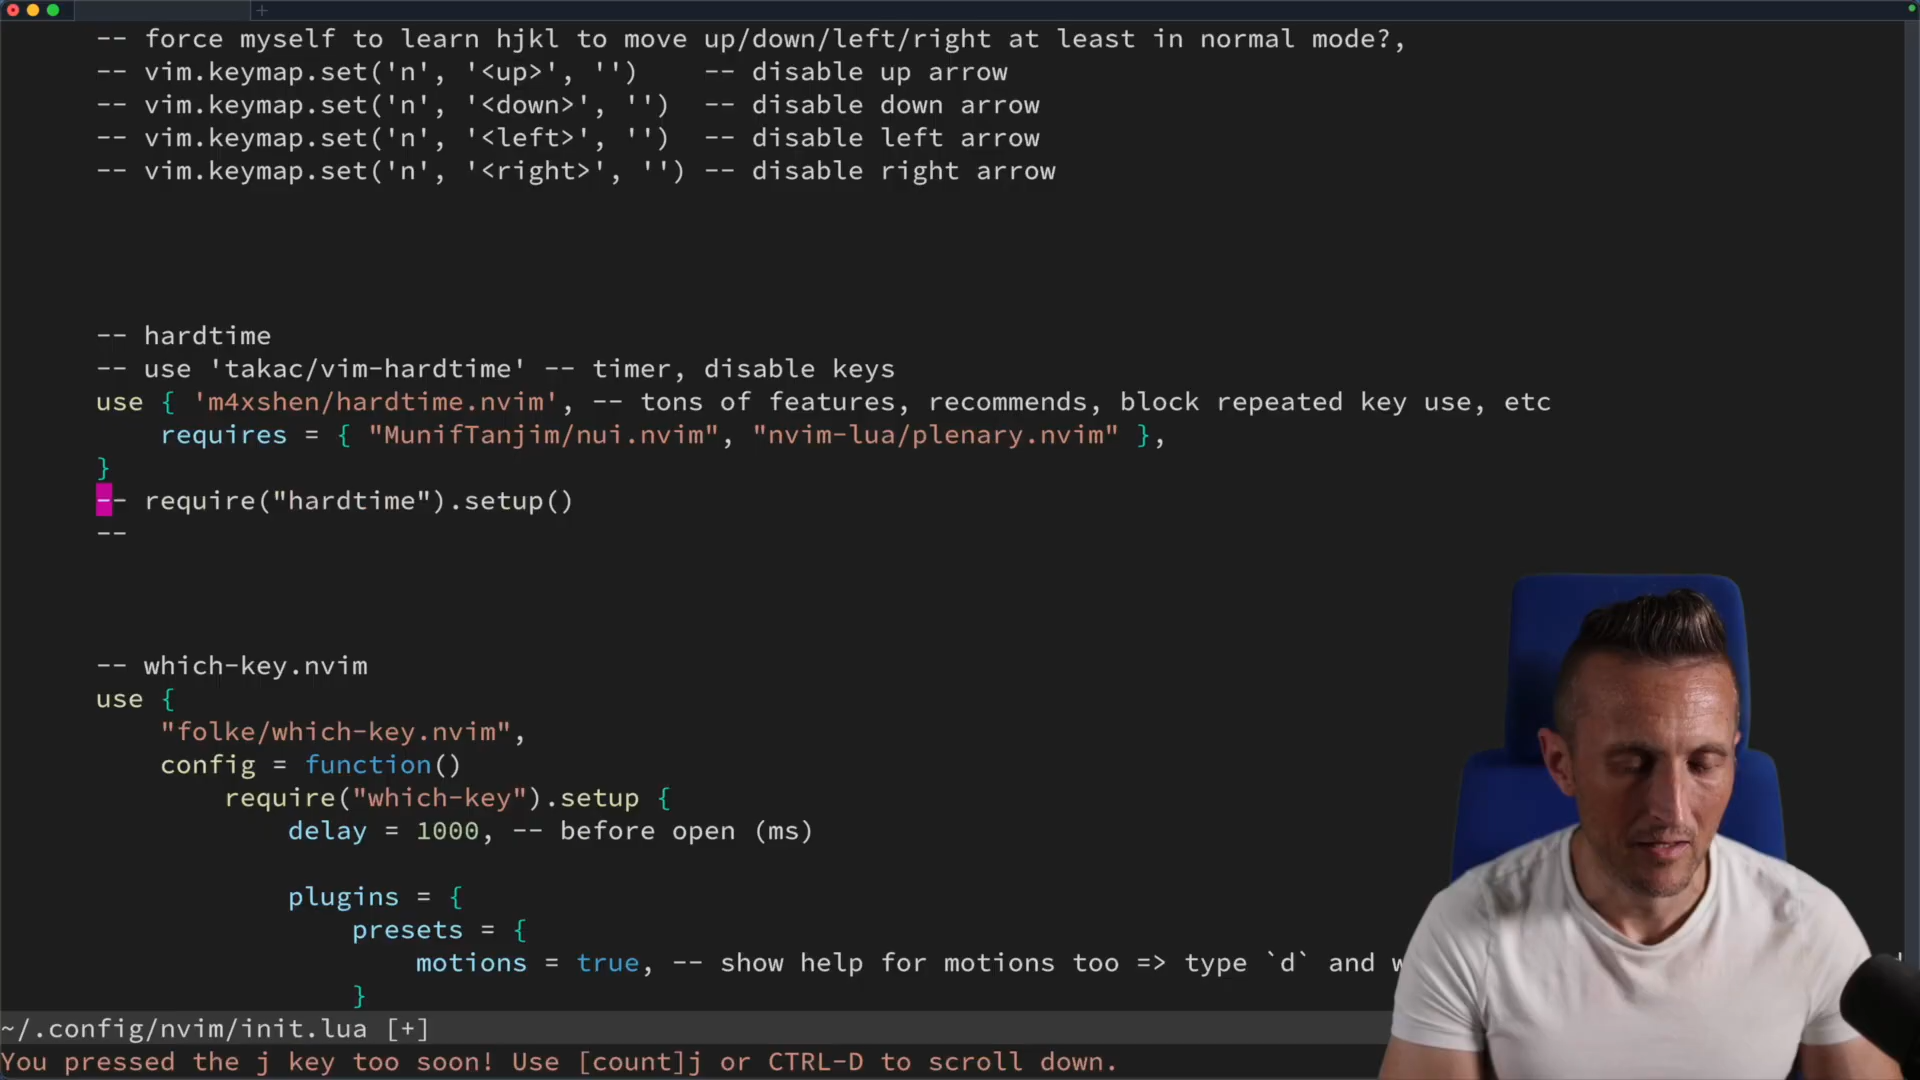 -- force myself to learn hjkl to move up/down/left/right at least in normal mode?,
-- vim.keymap.set('n', '<up>', '')    -- disable up arrow
-- vim.keymap.set('n', '<down>', '')  -- disable down arrow
-- vim.keymap.set('n', '<left>', '')  -- disable left arrow
-- vim.keymap.set('n', '<right>', '') -- disable right arrow
-- hardtime
-- use 'takac/vim-hardtime' -- timer, disable keys
use { 'm4xshen/hardtime.nvim', -- tons of features, recommends, block repeated key use, etc
    requires = { "MunifTanjim/nui.nvim", "nvim-lua/plenary.nvim" },
}
-- require("hardtime").setup()
--
-- which-key.nvim
use {
    "folke/which-key.nvim",
    config = function()
        require("which-key").setup {
            delay = 1000, -- before open (ms)
            plugins = {
                presets = {
                    motions = true, -- show help for motions too => type `d` and
                }
~/.config/nvim/init.lua [+]
You pressed the j key too soon! Use [count]j or CTRL-D to scroll down.